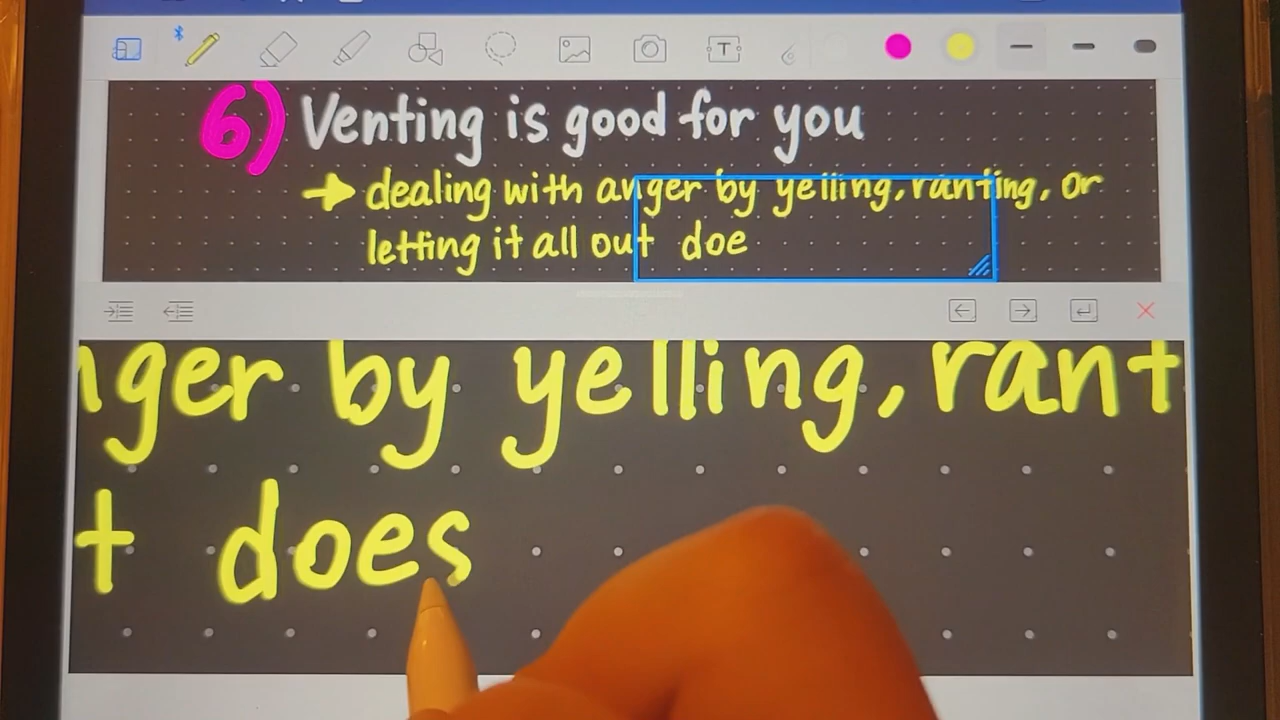 6) Venting is good for you
→ dealing with anger by yelling, ranting, or
letting it all out doe
nger by yelling, rant
t does
T